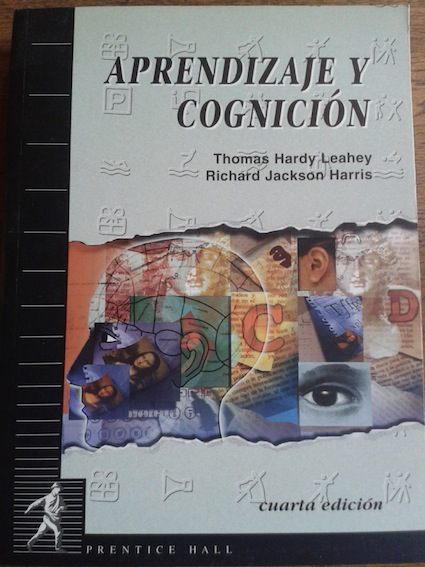 APRENDIZAJE Y
COGNICIÓN
Thomas Hardy Leahey
Richard Jackson Harris
P
C
D
cuarta edición
PRENTICE HALL